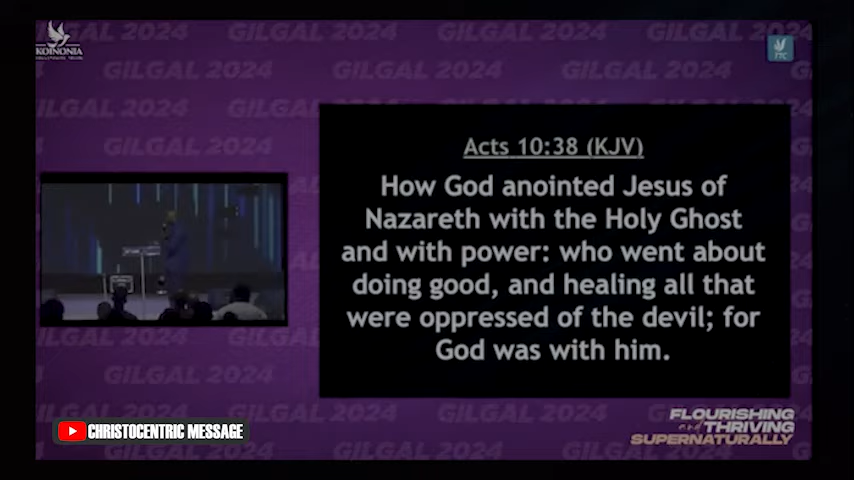 GILGAL 2024
KOINONIA
TTC
Acts 10:38 (KJV)
How God anointed Jesus of
Nazareth with the Holy Ghost
and with power: who went about
doing good, and healing all that
were oppressed of the devil; for
God was with him.
CHRISTOCENTRIC MESSAGE
FLOURISHING
and THRIVING
SUPERNATURALLY